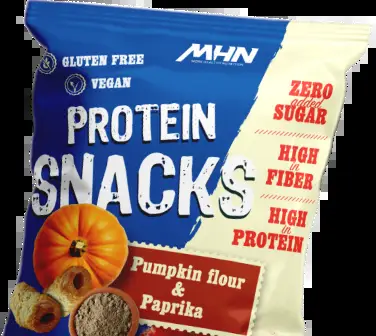 GLUTEN FREE
VEGAN
MHN
PROTEIN
SNACKS
ZERO
added
SUGAR
HIGH
in
FIBER
HIGH
in
PROTEIN
Pumpkin flour
&
Paprika